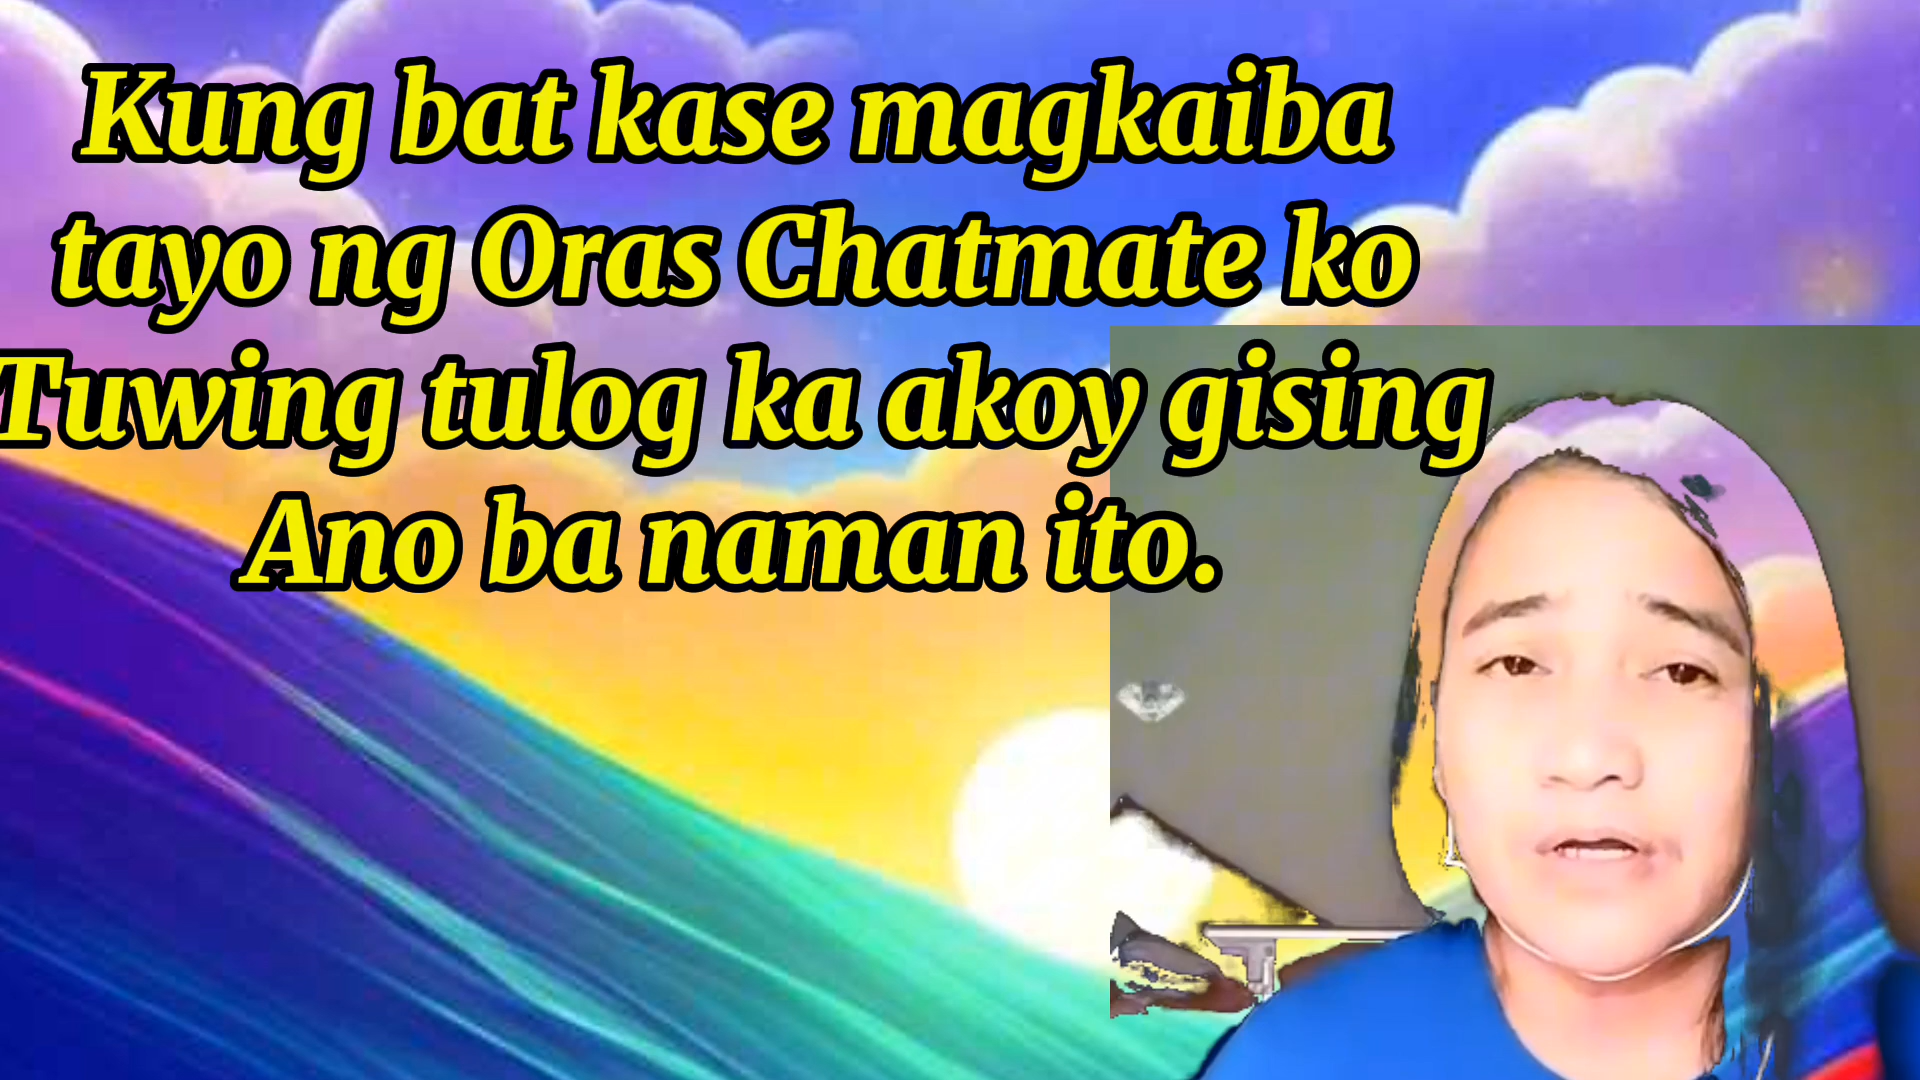 Kung bat kase magkaiba
tayo ng Oras Chatmate ko
Tuwing tulog ka akoy gising
Ano ba naman ito.